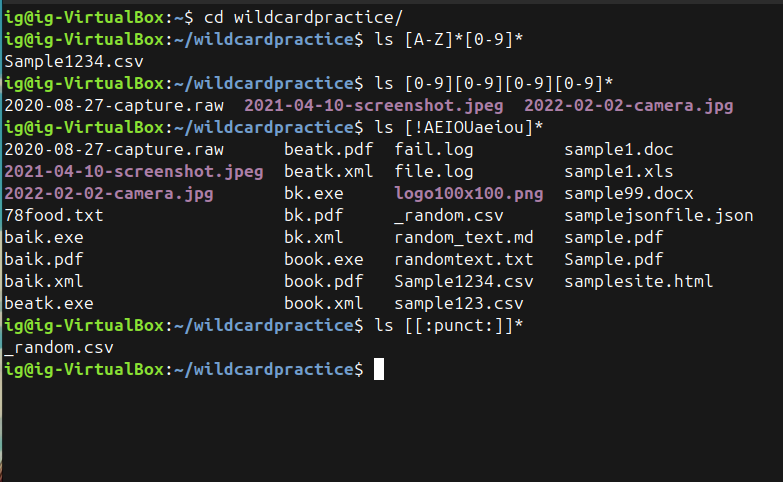 ig@ig-VirtualBox:~$ cd wildcardpractice/
ig@ig-VirtualBox:~/wildcardpractice$ ls [A-Z]*[0-9]*
Sample1234.csv
ig@ig-VirtualBox:~/wildcardpractice$ ls [0-9][0-9][0-9][0-9]*
2020-08-27-capture.raw  2021-04-10-screenshot.jpeg  2022-02-02-camera.jpg
ig@ig-VirtualBox:~/wildcardpractice$ ls [!AEIOUaeiou]*
2020-08-27-capture.raw      beatk.pdf  fail.log         sample1.doc
2021-04-10-screenshot.jpeg  beatk.xml  file.log         sample1.xls
2022-02-02-camera.jpg       bk.exe     logo100x100.png  sample99.docx
78food.txt                  bk.pdf     _random.csv      samplejsonfile.json
baik.exe                    bk.xml     random_text.md   sample.pdf
baik.pdf                    book.exe   randomtext.txt   Sample.pdf
baik.xml                    book.pdf   Sample1234.csv   samplesite.html
beatk.exe                   book.xml   sample123.csv
ig@ig-VirtualBox:~/wildcardpractice$ ls [[:punct:]]*
_random.csv
ig@ig-VirtualBox:~/wildcardpractice$